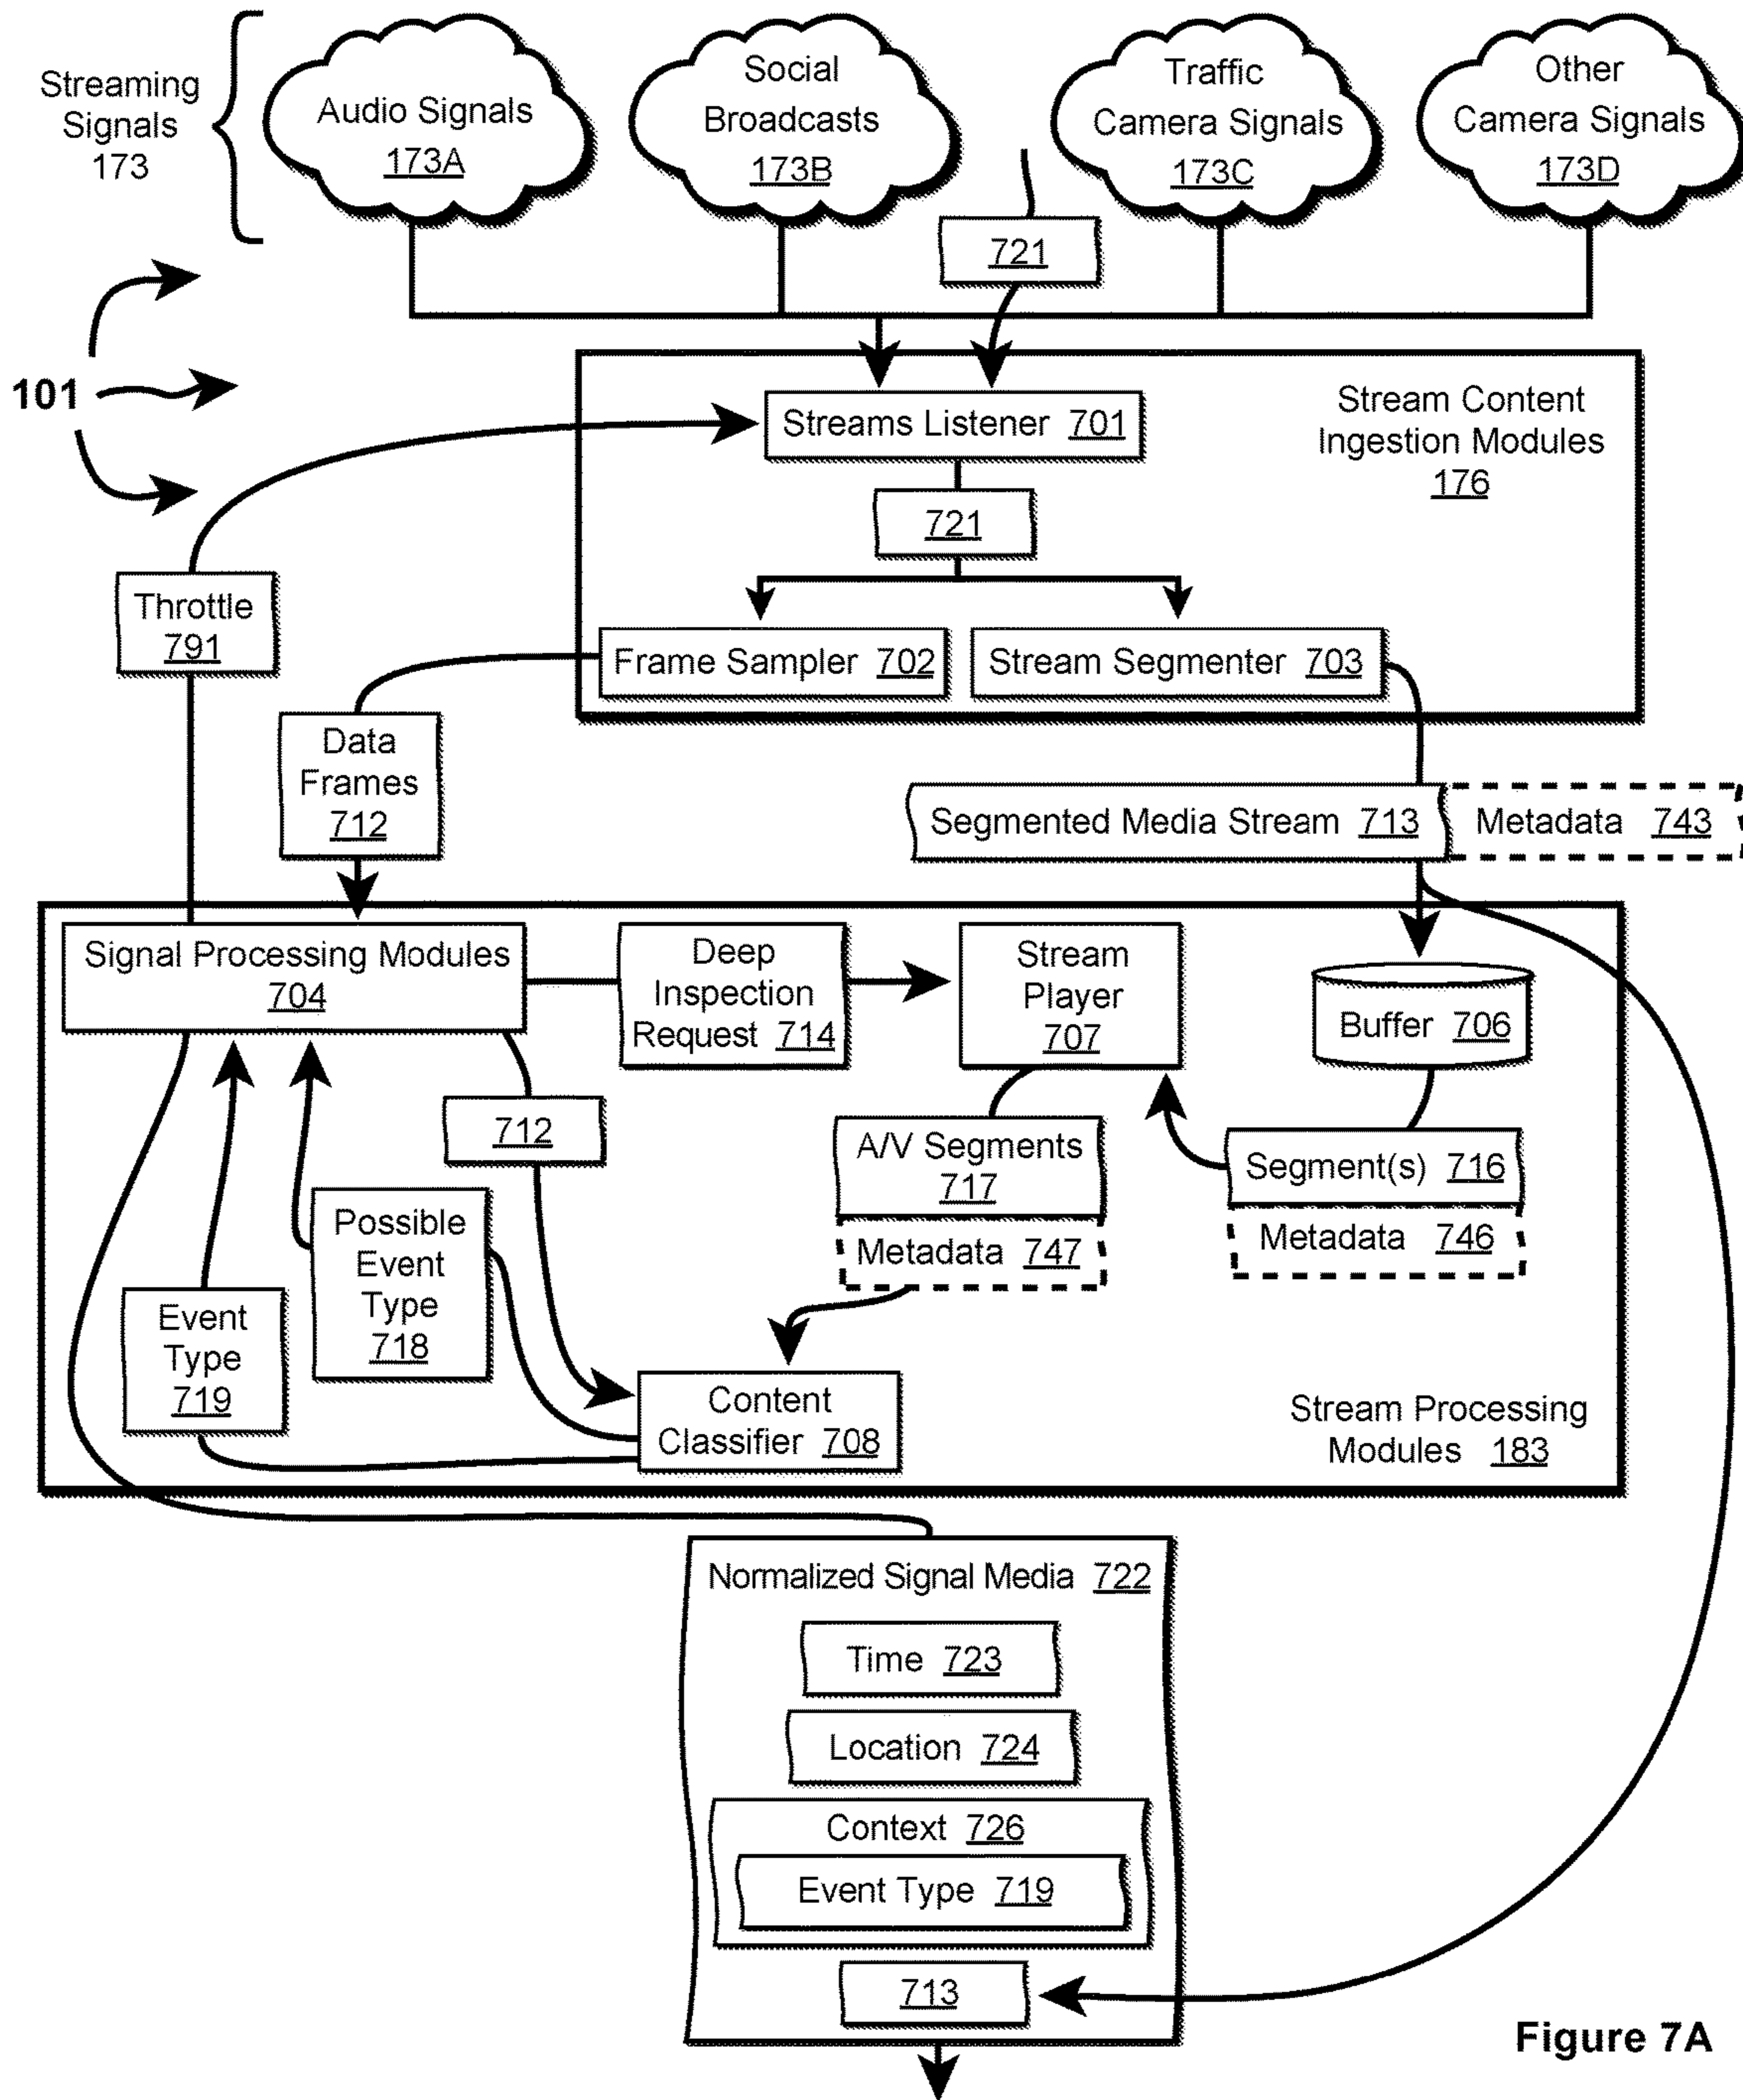 Streaming
Signals
173
Audio Signals
173A
Social
Broadcasts
173B
Traffic
Camera Signals
173C
Other
Camera Signals
173D
721
101
Streams Listener 701
Stream Content
Ingestion Modules
176
721
Throttle
791
Frame Sampler 702
Stream Segmenter 703
Data
Frames
712
Segmented Media Stream 713
Metadata 743
Signal Processing Modules
704
Deep
Inspection
Request 714
Stream
Player
707
Buffer 706
712
A/V Segments
717
Metadata 747
Segment(s) 716
Metadata 746
Possible
Event
Type
718
Event
Type
719
Content
Classifier 708
Stream Processing
Modules 183
Normalized Signal Media 722
Time 723
Location 724
Context 726
Event Type 719
713
Figure 7A